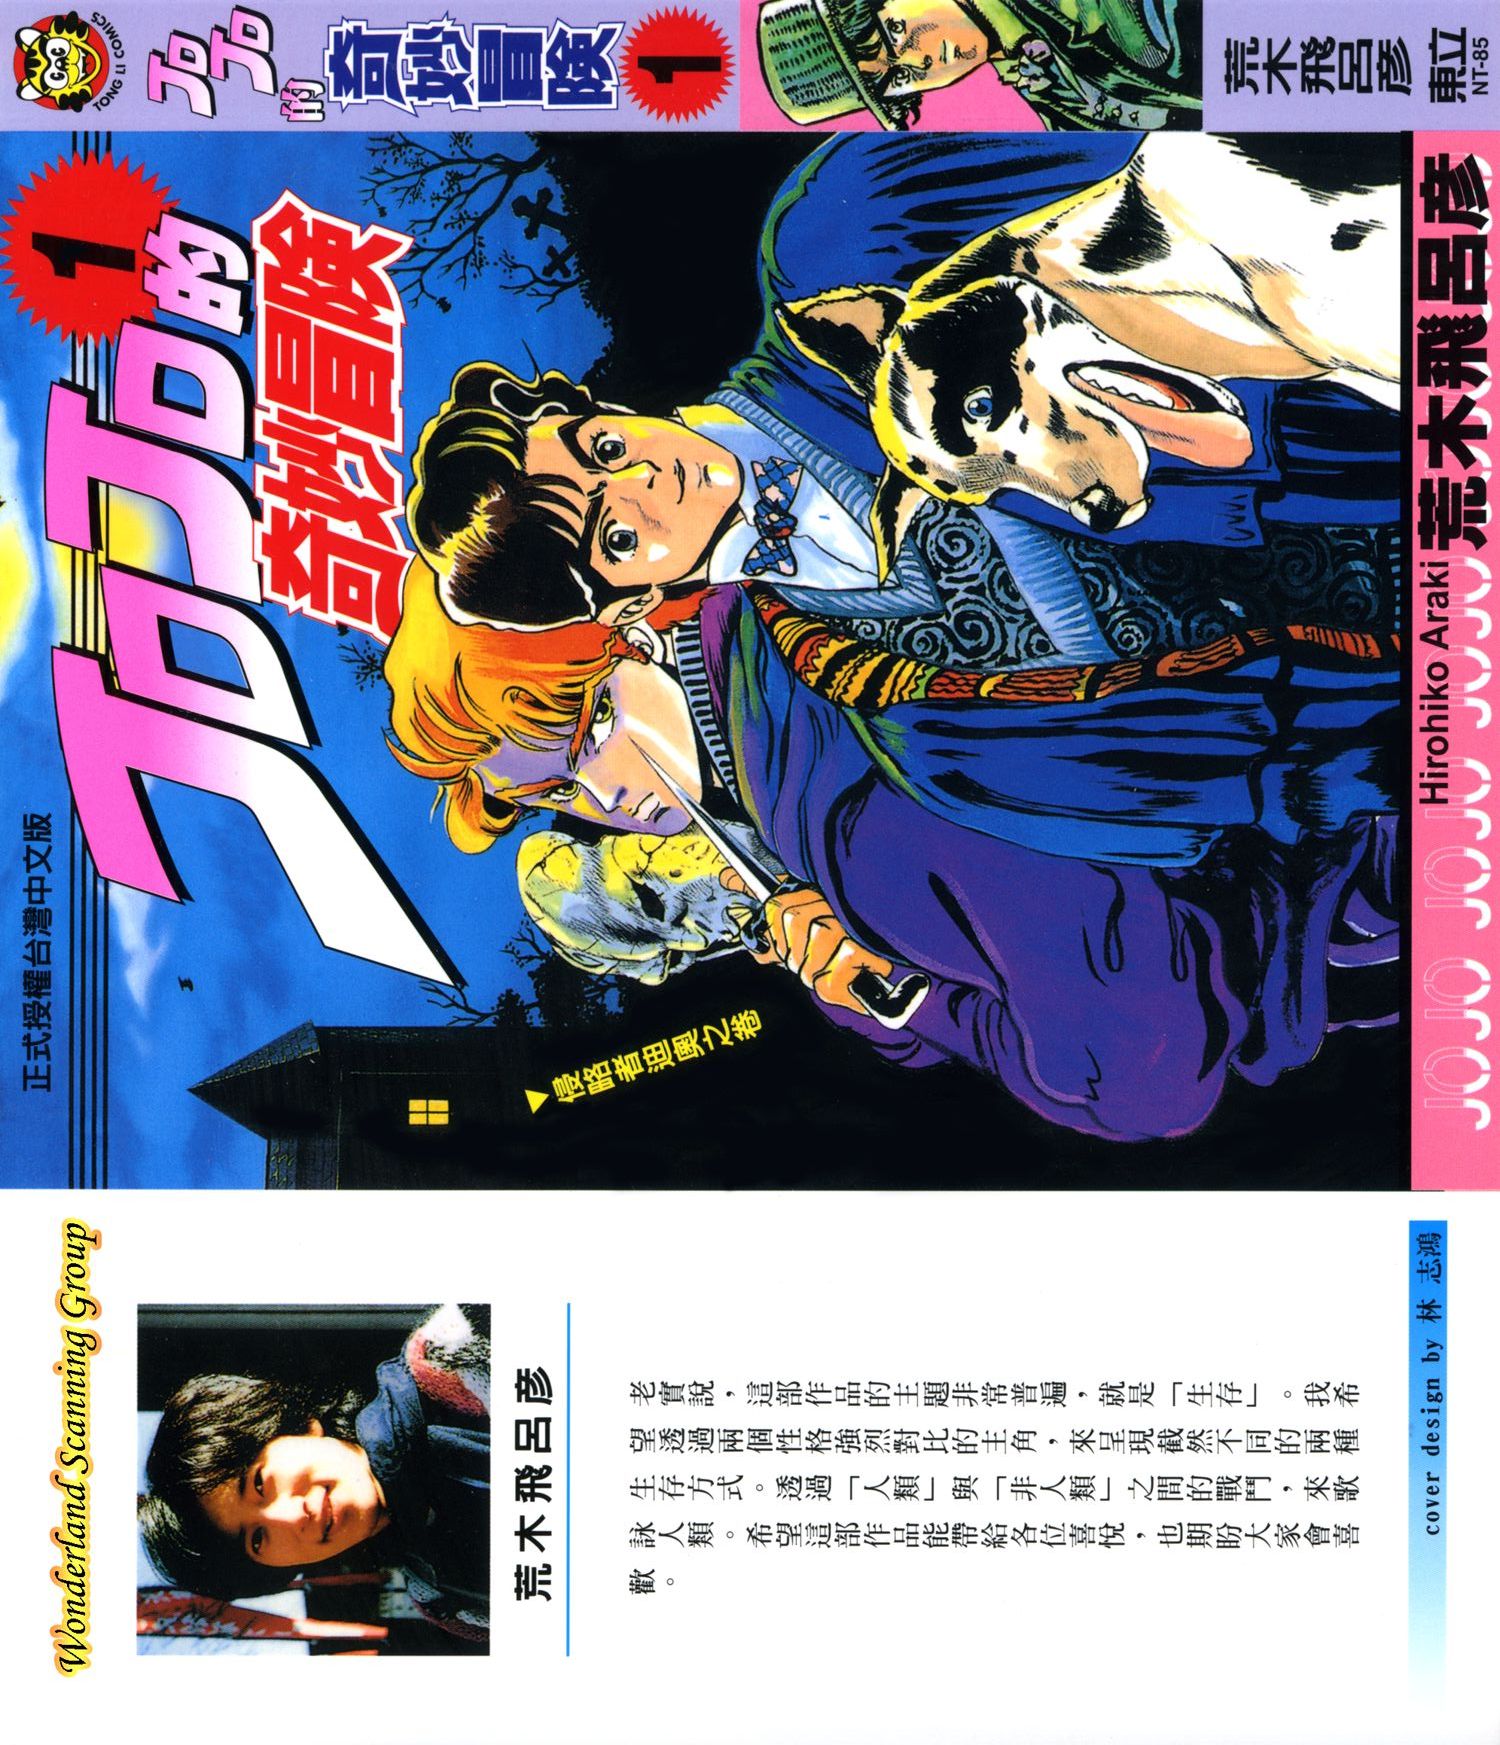 TONG LI COMICS
JOJO的奇妙冒険
1
荒木飛呂彦
東立
NT-85
正式授權台灣中文版
1
JOJO的
奇妙冒険
▼侵略者迪奧之卷
Hirohiko Araki 荒木飛呂彦
JOJO JOJO JOJOJO
Wonderland Scanning Group
荒木飛呂彦
老實說，這部作品的主題非常普遍，就是「生存」。我希
望透過兩個性格強烈對比的主角，來呈現截然不同的兩種
生存方式。透過「人類」與「非人類」之間的戰鬥，來歌
詠人類。希望這部作品能帶給各位喜悅，也期盼大家會喜
歡。
cover design by 林 志鴻